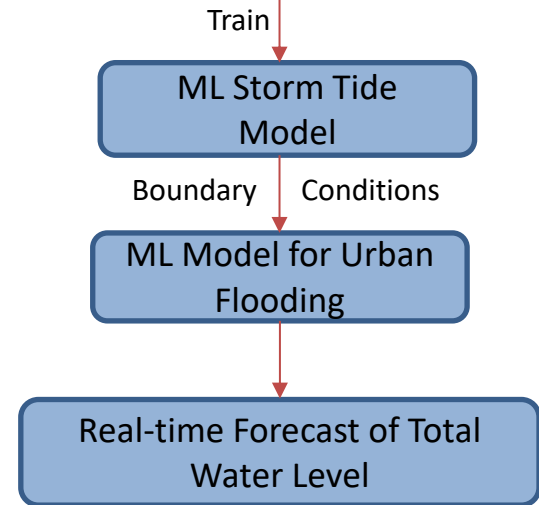 Train
ML Storm Tide
Model
Boundary Conditions
ML Model for Urban
Flooding
Real-time Forecast of Total
Water Level